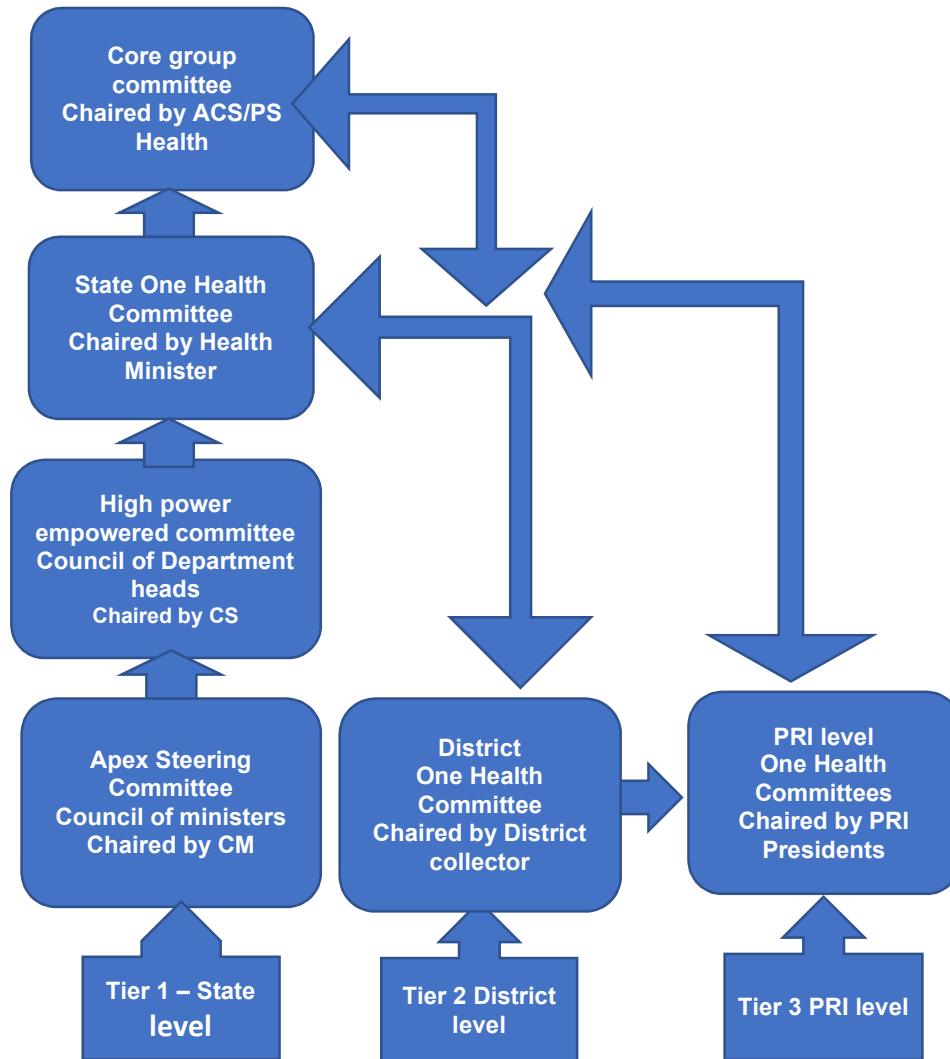 Core group
committee
Chaired by ACS/PS
Health
State One Health
Committee
Chaired by Health
Minister
High power
empowered committee
Council of Department
heads
Chaired by CS
Apex Steering
Committee
Council of ministers
Chaired by CM
District
One Health
Committee
Chaired by District
collector
PRI level
One Health
Committees
Chaired by PRI
Presidents
Tier 1 – State
level
Tier 2 District
level
Tier 3 PRI level